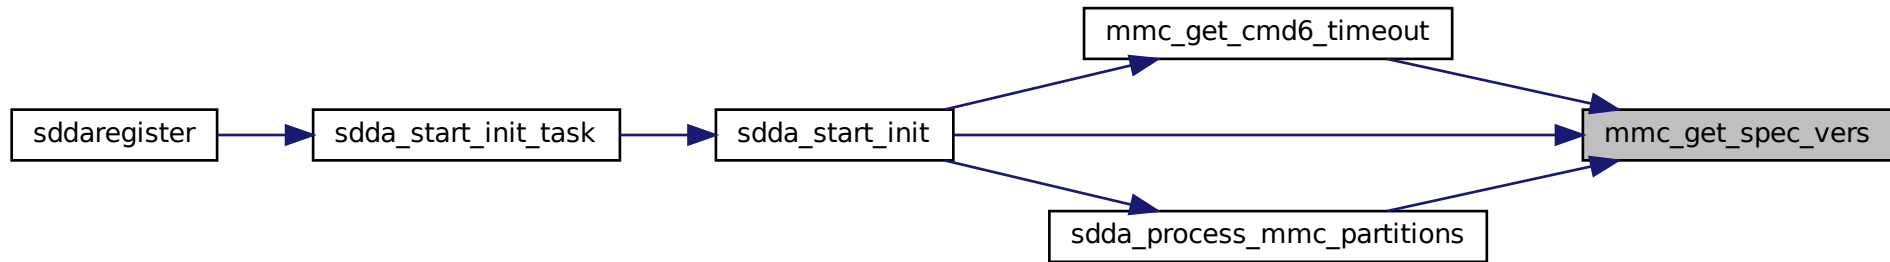 mmc_get_cmd6_timeout
sddaregister
sdda_start_init_task
sdda_start_init
mmc_get_spec_vers
sdda_process_mmc_partitions